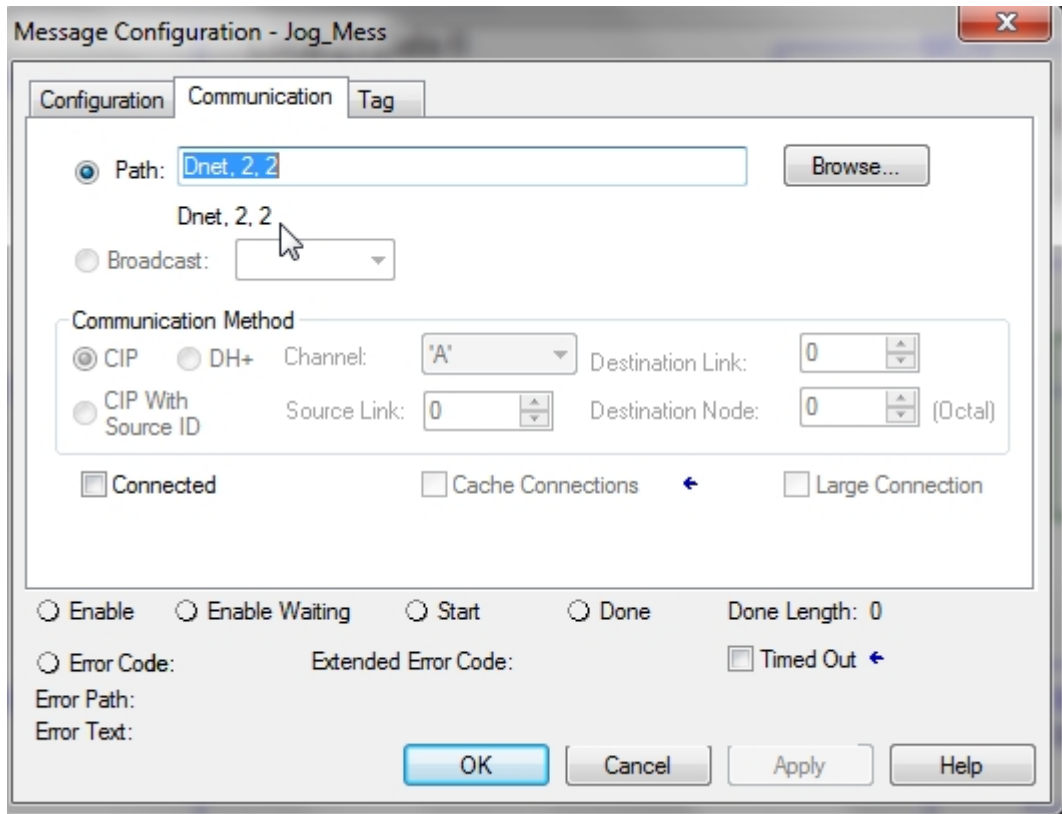 Message Configuration - Jog_Mess
Configuration Communication Tag
Path: Dnet, 2, 2 Browse...
Dnet, 2, 2
Broadcast:
Communication Method
CIP DH+ Channel: 'A' Destination Link: 0
CIP With
Source ID Source Link: 0 Destination Node: 0 (Octal)
Connected Cache Connections Large Connection
Enable Enable Waiting Start Done Done Length: 0
Error Code: Extended Error Code: Timed Out
Error Path:
Error Text:
OK Cancel Apply Help